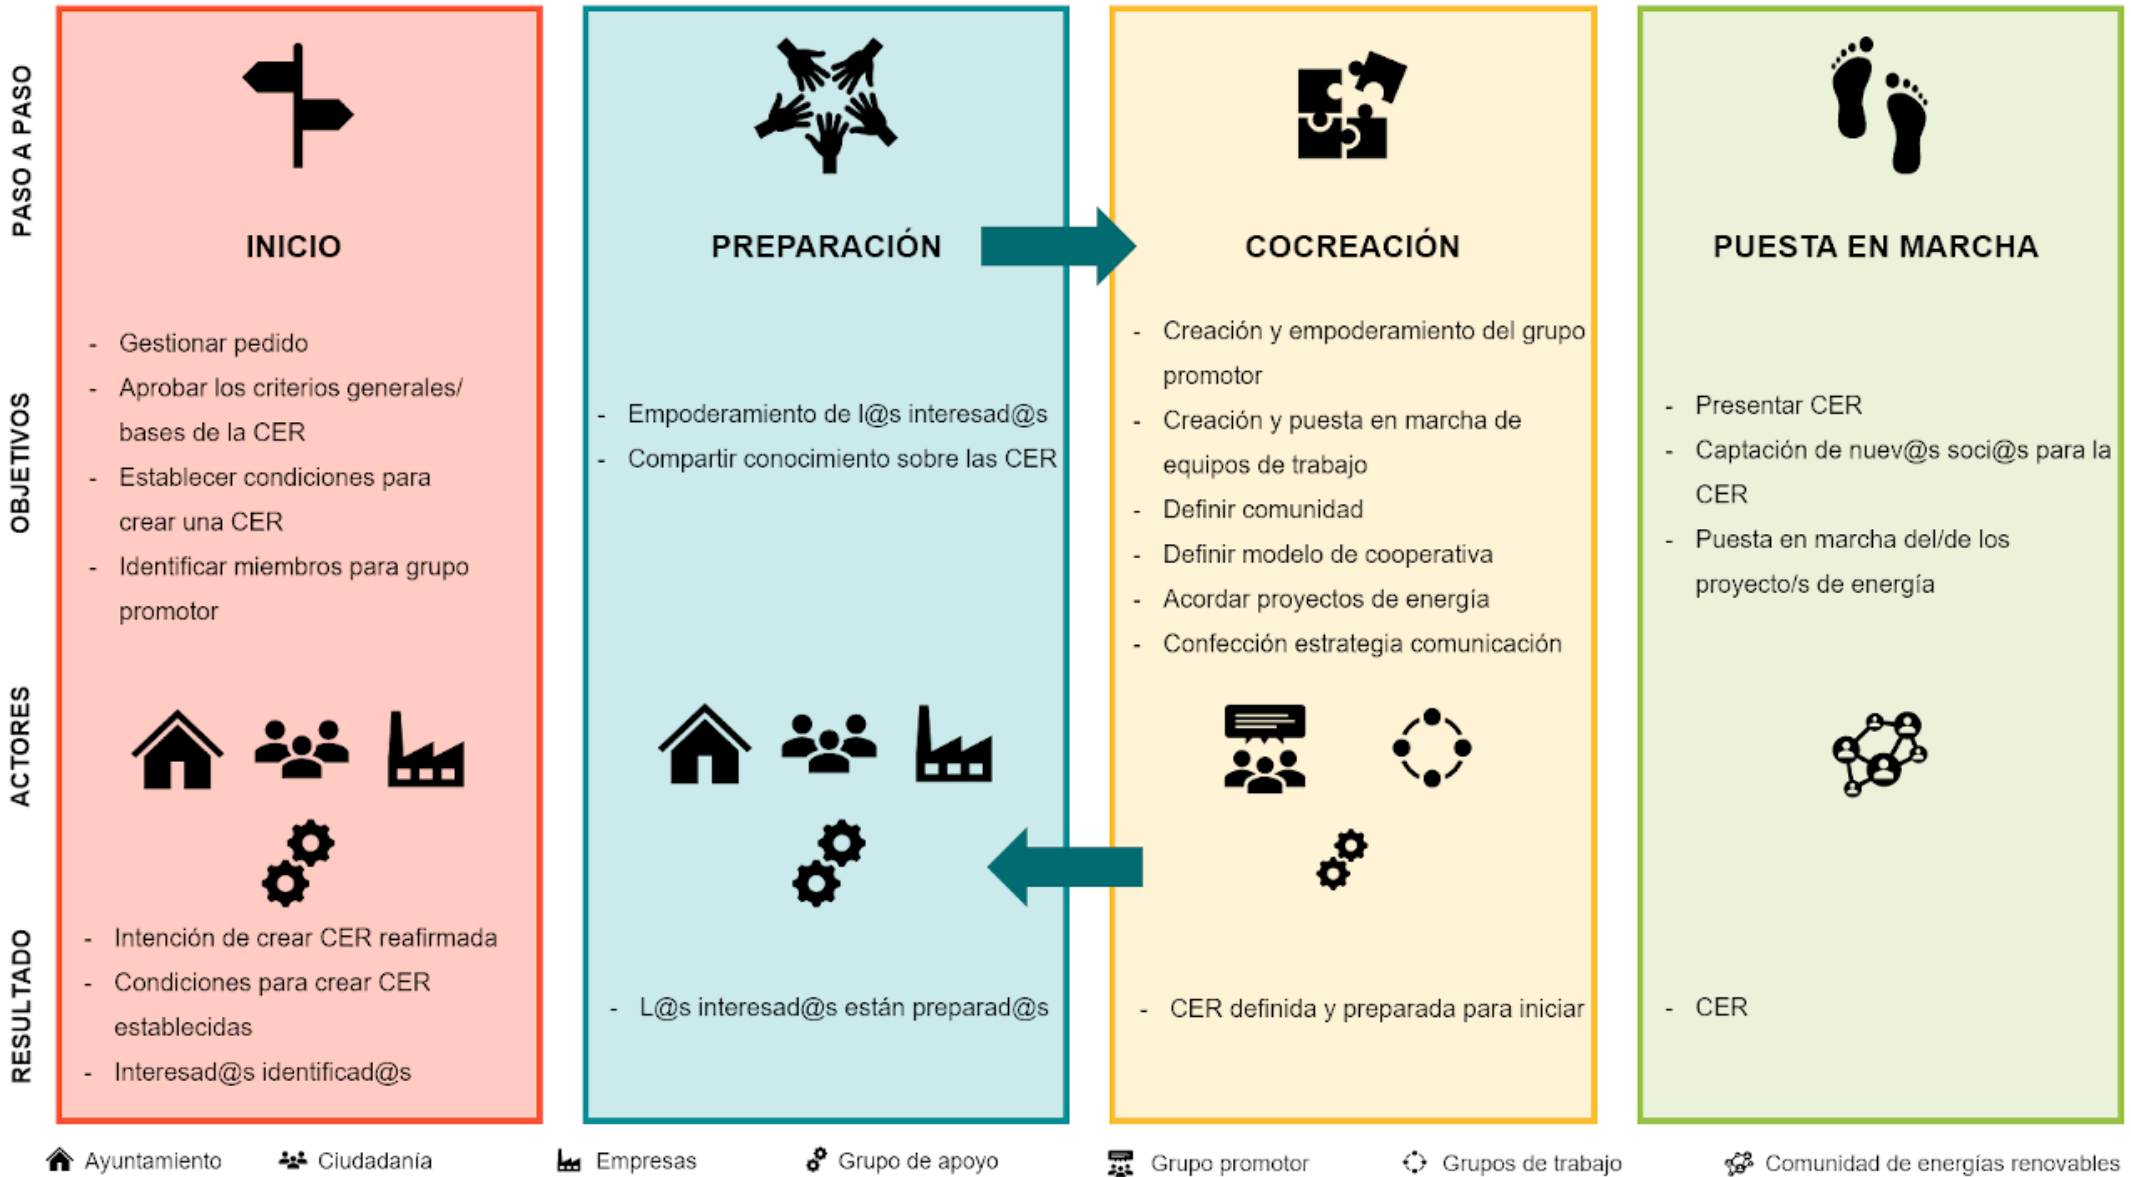 PASO A PASO
INICIO
PREPARACIÓN
COCREACIÓN
PUESTA EN MARCHA
OBJETIVOS
- Gestionar pedido
- Aprobar los criterios generales/
bases de la CER
- Establecer condiciones para
crear una CER
- Identificar miembros para grupo
promotor
- Empoderamiento de l@s interesad@s
- Compartir conocimiento sobre las CER
- Creación y empoderamiento del grupo
promotor
- Creación y puesta en marcha de
equipos de trabajo
- Definir comunidad
- Definir modelo de cooperativa
- Acordar proyectos de energía
- Confección estrategia comunicación
- Presentar CER
- Captación de nuev@s soci@s para la
CER
- Puesta en marcha del/de los
proyecto/s de energía
ACTORES
RESULTADO
- Intención de crear CER reafirmada
- Condiciones para crear CER
establecidas
- Interesad@s identificad@s
- L@s interesad@s están preparad@s
- CER definida y preparada para iniciar
- CER
Ayuntamiento
Ciudadanía
Empresas
Grupo de apoyo
Grupo promotor
Grupos de trabajo
Comunidad de energías renovables